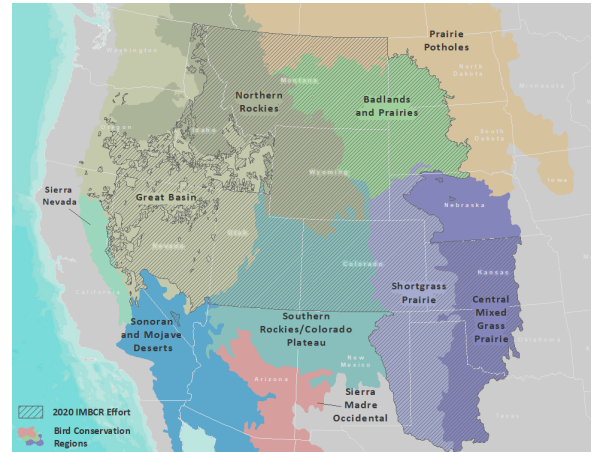 Prairie
Potholes
Washington
North
Dakota
Montana
Minnesota
Northern
Rockies
Badlands
and Prairies
Oregon
Idaho
South
Dakota
Wyoming
Iowa
Sierra
Nevada
Great Basin
Nebraska
Nevada
Utah
Colorado
Kansas
California
Shortgrass
Prairie
Central
Mixed
Grass
Prairie
Sonoran
and Mojave
Deserts
Southern
Rockies/Colorado
Plateau
Oklahoma
New
Mexico
Arizona
Sierra
Madre
Occidental
Texas
2020 IMBCR Effort
Bird Conservation
Regions